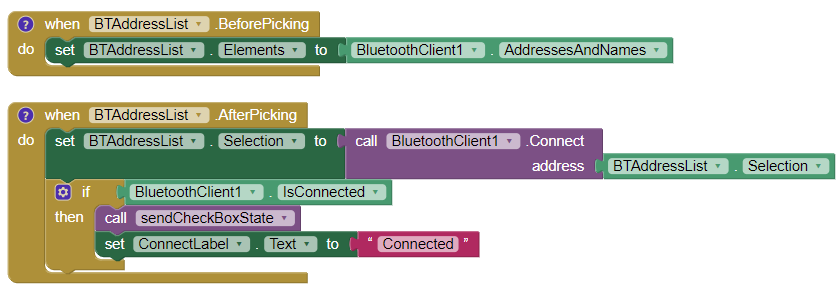 ? when BTAddressList .BeforePicking
do set BTAddressList . Elements to BluetoothClient1 . AddressesAndNames
? when BTAddressList .AfterPicking
do set BTAddressList . Selection to call BluetoothClient1 .Connect
address BTAddressList . Selection
if BluetoothClient1 . IsConnected
then call sendCheckBoxState
set ConnectLabel . Text to “ Connected ”